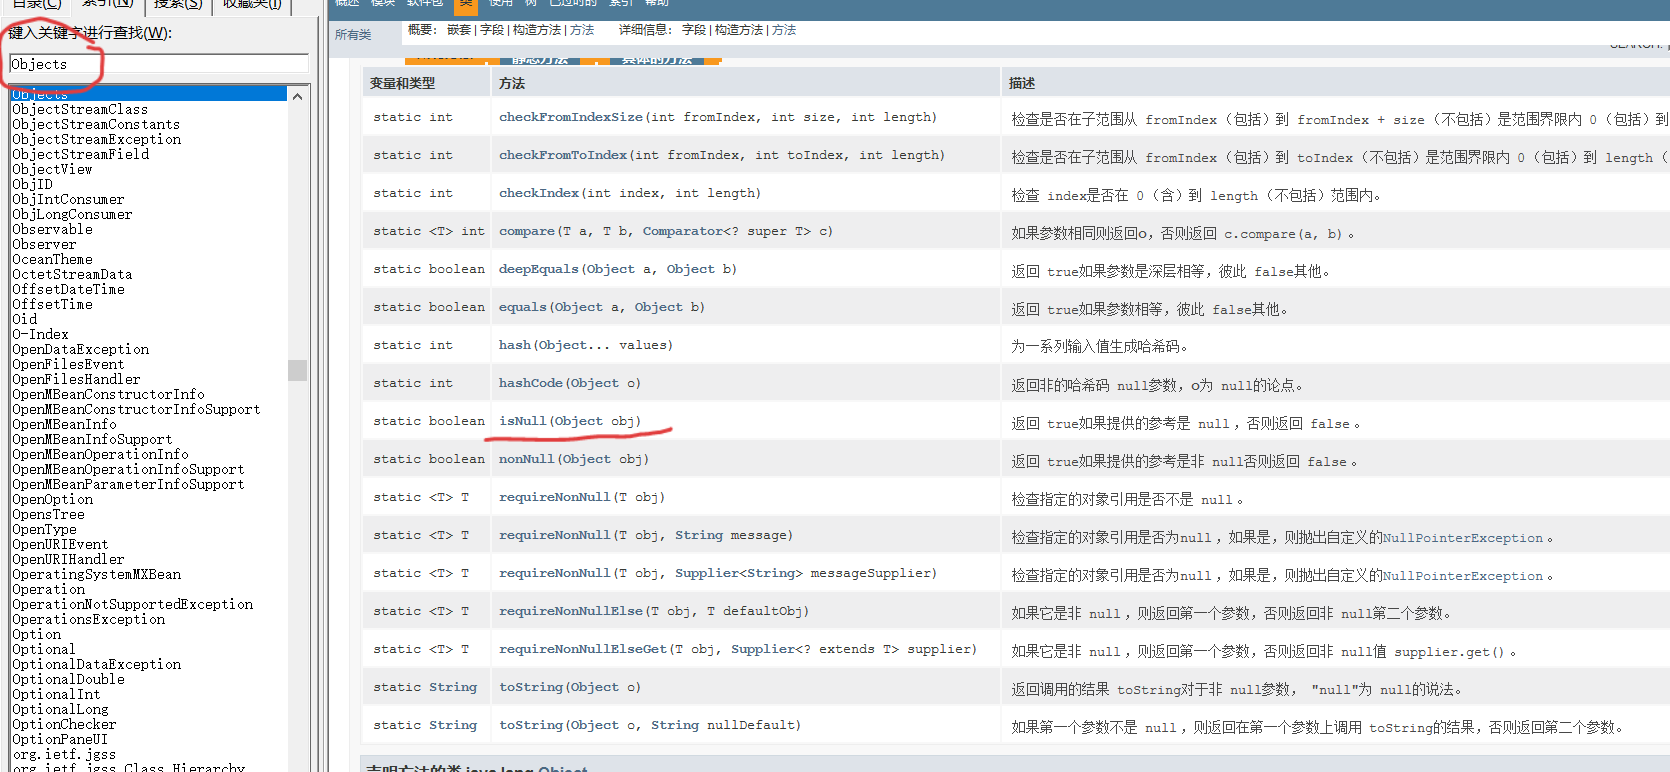 目录(C) 索引(N) 搜索(S) 收藏夹(I)
键入关键字进行查找(W):
Objects
Objects
ObjectStreamClass
ObjectStreamConstants
ObjectStreamException
ObjectStreamField
ObjectView
ObjID
ObjIntConsumer
ObjLongConsumer
Observable
Observer
OceanTheme
OctetStreamData
OffsetDateTime
OffsetTime
Oid
O-Index
OpenDataException
OpenFilesEvent
OpenFilesHandler
OpenMBeanConstructorInfo
OpenMBeanConstructorInfoSupport
OpenMBeanInfo
OpenMBeanInfoSupport
OpenMBeanOperationInfo
OpenMBeanOperationInfoSupport
OpenMBeanParameterInfoSupport
OpenOption
OpensTree
OpenType
OpenURIEvent
OpenURIHandler
OperatingSystemMXBean
Operation
OperationNotSupportedException
OperationsException
Option
Optional
OptionalDataException
OptionalDouble
OptionalInt
OptionalLong
OptionChecker
OptionPaneUI
org.ietf.jgss
org.ietf.jgss Class Hierarchy
概述 模块 软件包 类 使用 树 已过时的 索引 帮助
所有类
概要: 嵌套 | 字段 | 构造方法 | 方法 详细信息: 字段 | 构造方法 | 方法
SEARCH:
静态方法 具体的方法
变量和类型 方法 描述
static int checkFromIndexSize(int fromIndex, int size, int length) 检查是否在子范围从 fromIndex（包括）到 fromIndex + size（不包括）是范围界限内 0（包括）到
static int checkFromToIndex(int fromIndex, int toIndex, int length) 检查是否在子范围从 fromIndex（包括）到 toIndex（不包括）是范围界限内 0（包括）到 length（
static int checkIndex(int index, int length) 检查 index是否在 0（含）到 length（不包括）范围内。
static <T> int compare(T a, T b, Comparator<? super T> c) 如果参数相同则返回0，否则返回 c.compare(a, b) 。
static boolean deepEquals(Object a, Object b) 返回 true如果参数是深层相等，彼此 false其他。
static boolean equals(Object a, Object b) 返回 true如果参数相等，彼此 false其他。
static int hash(Object... values) 为一系列输入值生成哈希码。
static int hashCode(Object o) 返回非的哈希码 null参数，0为 null的论点。
static boolean isNull(Object obj) 返回 true如果提供的参考是 null ，否则返回 false 。
static boolean nonNull(Object obj) 返回 true如果提供的参考是非 null否则返回 false 。
static <T> T requireNonNull(T obj) 检查指定的对象引用是否不是 null 。
static <T> T requireNonNull(T obj, String message) 检查指定的对象引用是否为null ，如果是，则抛出自定义的NullPointerException 。
static <T> T requireNonNull(T obj, Supplier<String> messageSupplier) 检查指定的对象引用是否为null ，如果是，则抛出自定义的NullPointerException 。
static <T> T requireNonNullElse(T obj, T defaultObj) 如果它是非 null ，则返回第一个参数，否则返回非 null第二个参数。
static <T> T requireNonNullElseGet(T obj, Supplier<? extends T> supplier) 如果它是非 null ，则返回第一个参数，否则返回非 null值 supplier.get() 。
static String toString(Object o) 返回调用的结果 toString对于非 null参数， "null"为 null的说法。
static String toString(Object o, String nullDefault) 如果第一个参数不是 null ，则返回在第一个参数上调用 toString的结果，否则返回第二个参数。
声明方法的类 java.lang.Object